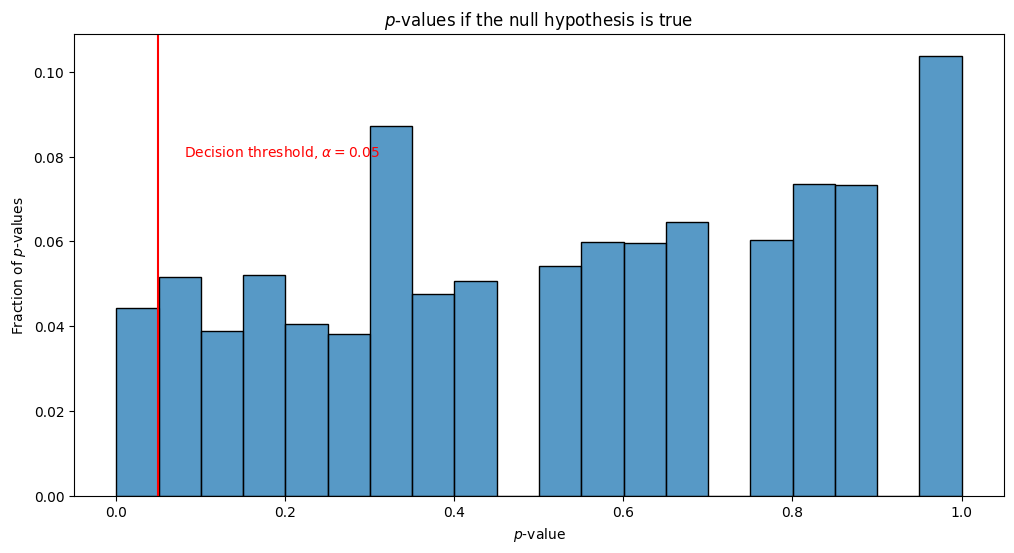 p-values if the null hypothesis is true
Fraction of p-values
0.10
0.08
0.06
0.04
0.02
0.00
Decision threshold, α = 0.05
0.0 0.2 0.4 0.6 0.8 1.0
p-value